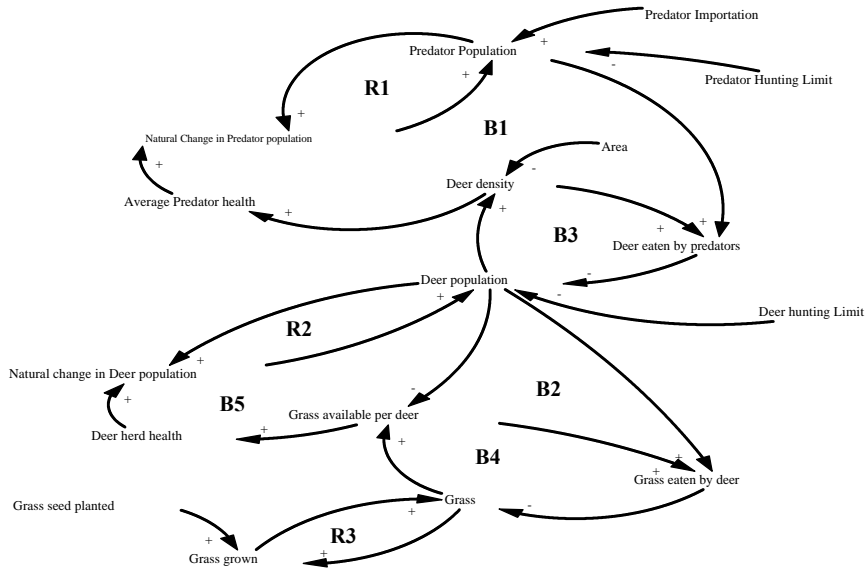 Predator Importation
+
Predator Population
-
+
Predator Hunting Limit
R1
+
Natural Change in Predator population
B1
Area
+
-
Deer density
Average Predator health
+
+
+
+
B3
Deer eaten by predators
-
Deer population
+
-
Deer hunting Limit
R2
+
Natural change in Deer population
-
B2
+
B5
Grass available per deer
Deer herd health
+
+
B4
+
+
Grass eaten by deer
Grass seed planted
Grass
+
-
+
R3
+
Grass grown